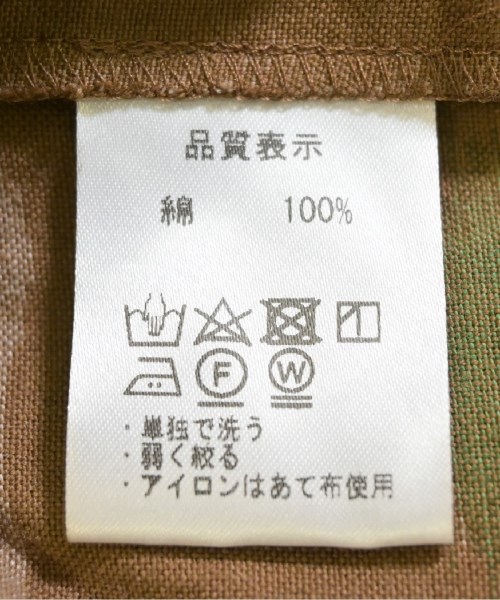 品質表示
綿 100%
F W
・単独で洗う
・弱く絞る
・アイロンはあて布使用